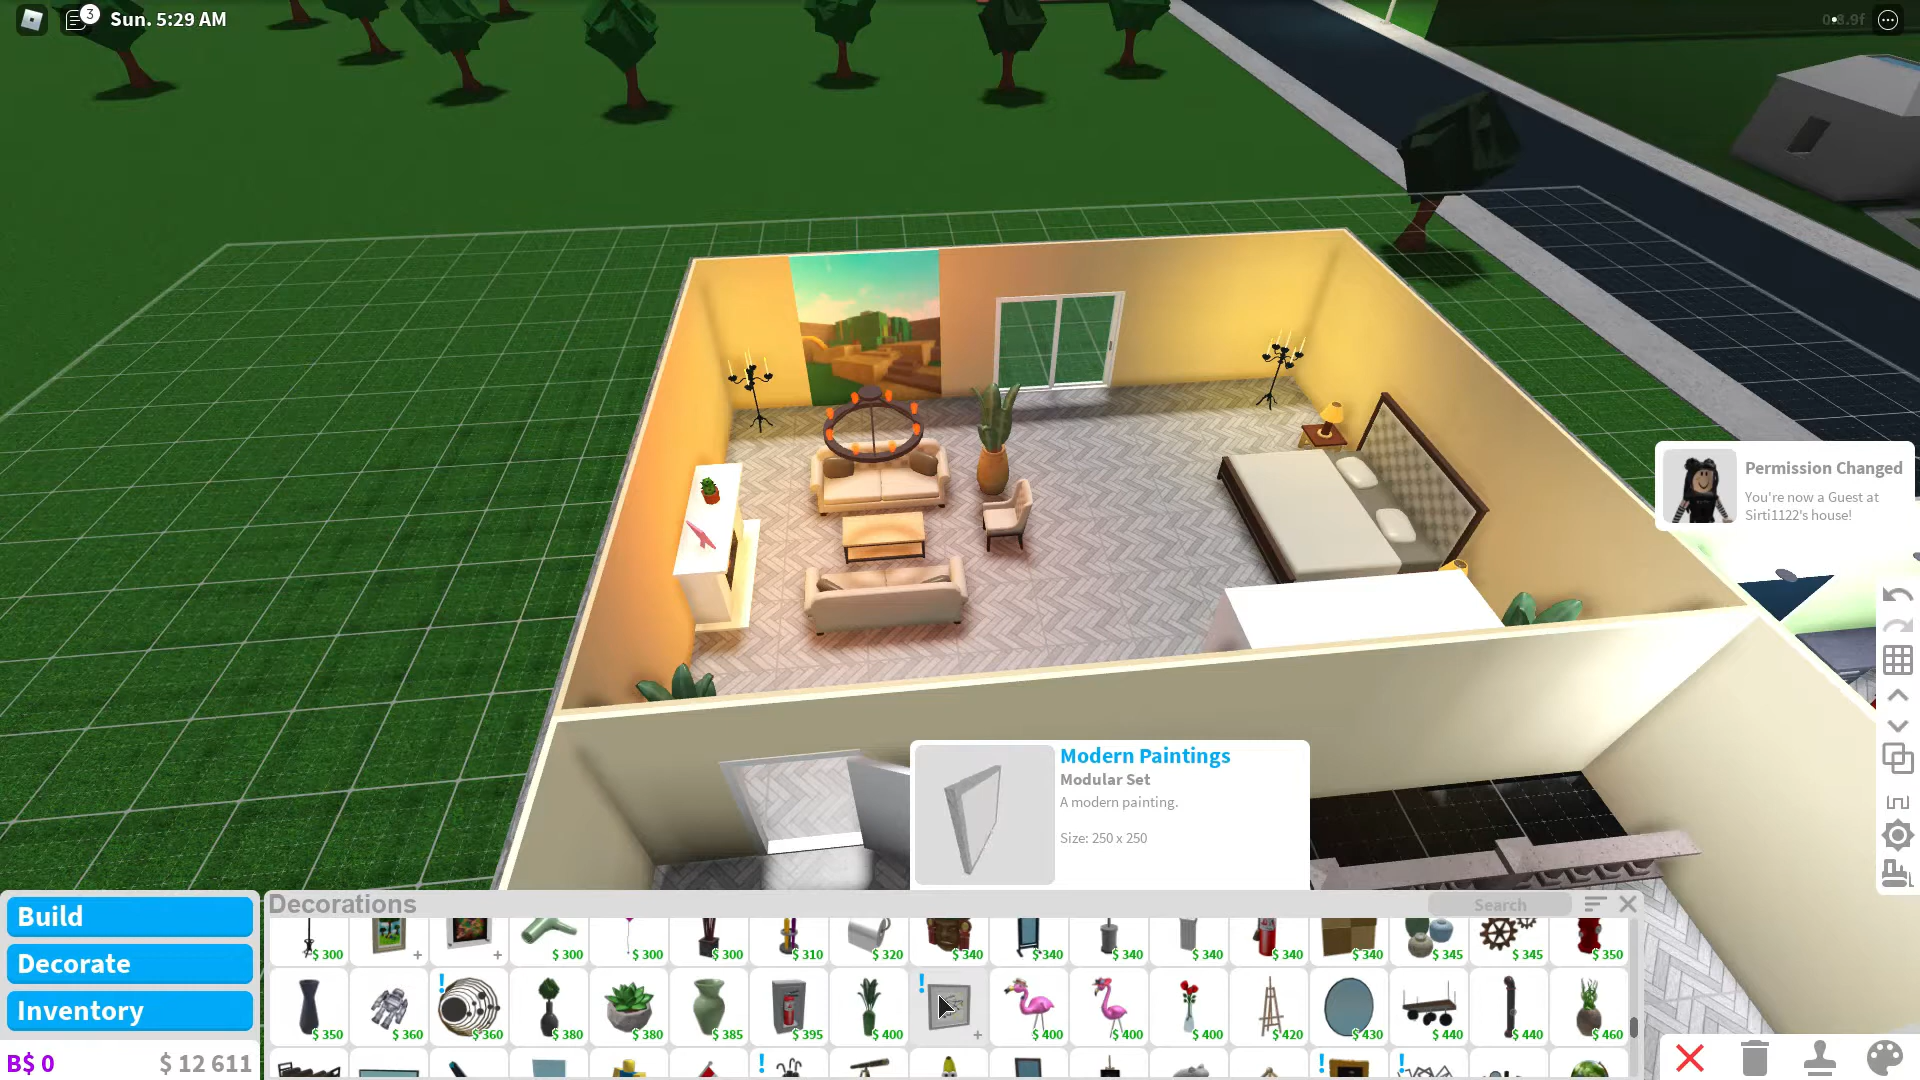 3
Sun. 5:29 AM
Permission Changed
You're now a Guest at
Sirti1122's house!
Modern Paintings
Modular Set
A modern painting.
Size: 250 x 250
Build
Decorate
Inventory
B$ 0
$ 12 611
Decorations
Search
$ 300
+
+
$ 300
$ 300
$ 300
$ 310
$ 320
$ 340
$ 340
$ 340
$ 340
$ 340
$ 340
$ 345
$ 345
$ 350
$ 350
$ 360
! $ 360
$ 380
$ 380
$ 385
$ 395
$ 400
! +
$ 400
$ 400
$ 400
$ 420
$ 430
$ 440
$ 440
$ 460
!
!
!